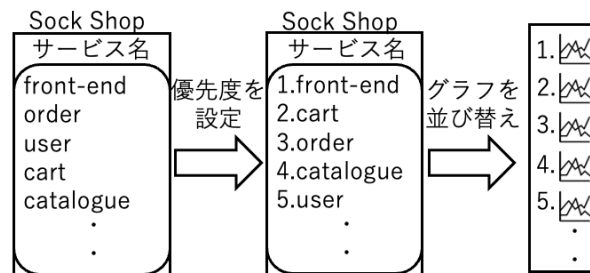 Sock Shop
サービス名
front-end
order
user
cart
catalogue
・
・
優先度を
設定
Sock Shop
サービス名
1.front-end
2.cart
3.order
4.catalogue
5.user
・
・
グラフを
並び替え
1.
2.
3.
4.
5.
・
・